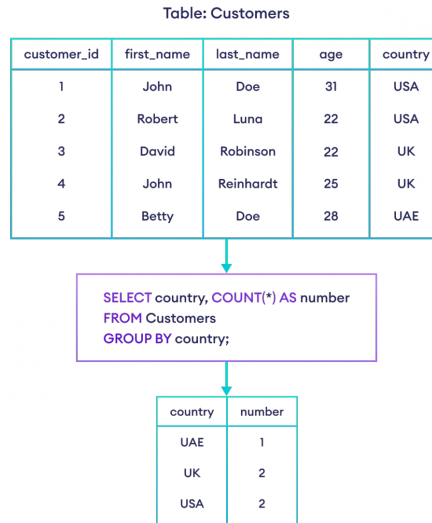 Table: Customers
customer_id first_name last_name age country
1 John Doe 31 USA
2 Robert Luna 22 USA
3 David Robinson 22 UK
4 John Reinhardt 25 UK
5 Betty Doe 28 UAE
SELECT country, COUNT(*) AS number
FROM Customers
GROUP BY country;
country number
UAE 1
UK 2
USA 2